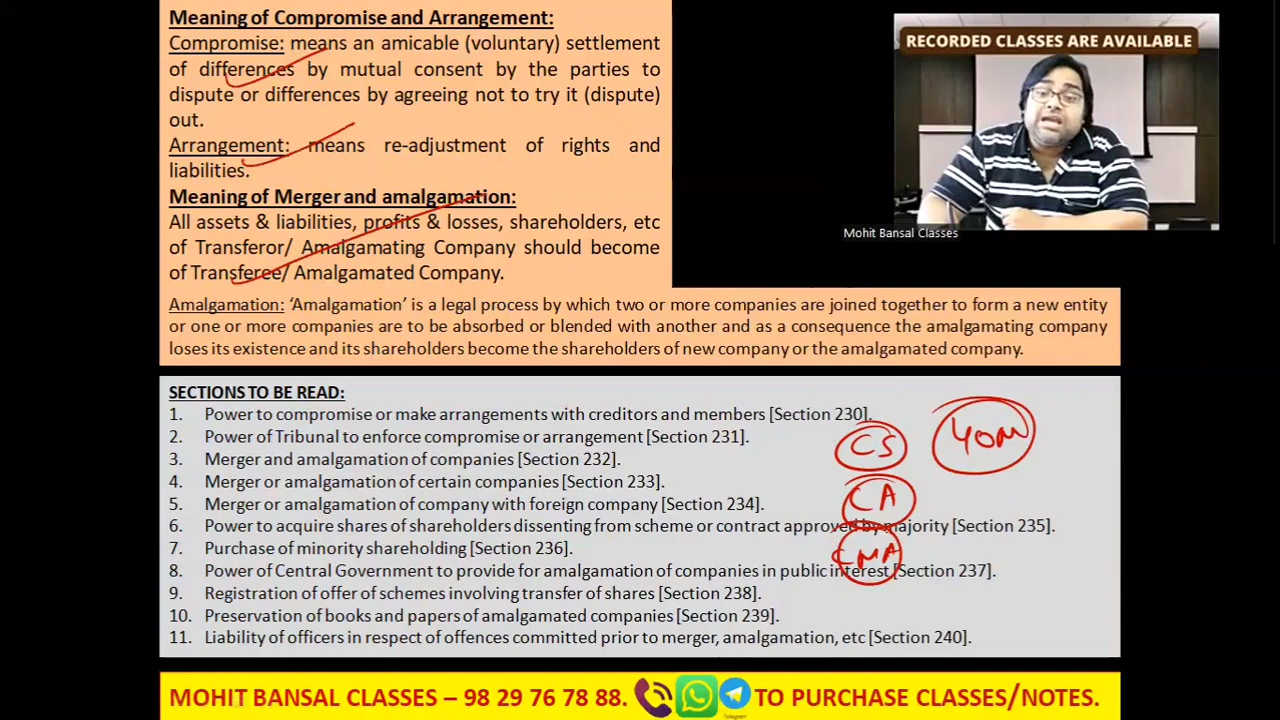 Meaning of Compromise and Arrangement:
Compromise: means an amicable (voluntary) settlement
of differences by mutual consent by the parties to
dispute or differences by agreeing not to try it (dispute)
out.
Arrangement: means re-adjustment of rights and
liabilities.
Meaning of Merger and amalgamation:
All assets & liabilities, profits & losses, shareholders, etc
of Transferor/ Amalgamating Company should become
of Transferee/ Amalgamated Company.
RECORDED CLASSES ARE AVAILABLE
Mohit Bansal Classes
Amalgamation: ‘Amalgamation’ is a legal process by which two or more companies are joined together to form a new entity
or one or more companies are to be absorbed or blended with another and as a consequence the amalgamating company
loses its existence and its shareholders become the shareholders of new company or the amalgamated company.
SECTIONS TO BE READ:
1. Power to compromise or make arrangements with creditors and members [Section 230].
2. Power of Tribunal to enforce compromise or arrangement [Section 231].
3. Merger and amalgamation of companies [Section 232].
4. Merger or amalgamation of certain companies [Section 233].
5. Merger or amalgamation of company with foreign company [Section 234].
6. Power to acquire shares of shareholders dissenting from scheme or contract approved by majority [Section 235].
7. Purchase of minority shareholding [Section 236].
8. Power of Central Government to provide for amalgamation of companies in public interest [Section 237].
9. Registration of offer of schemes involving transfer of shares [Section 238].
10. Preservation of books and papers of amalgamated companies [Section 239].
11. Liability of officers in respect of offences committed prior to merger, amalgamation, etc [Section 240].
CS
CA
CMA
40m
MOHIT BANSAL CLASSES – 98 29 76 78 88. TO PURCHASE CLASSES/NOTES.
Telegram